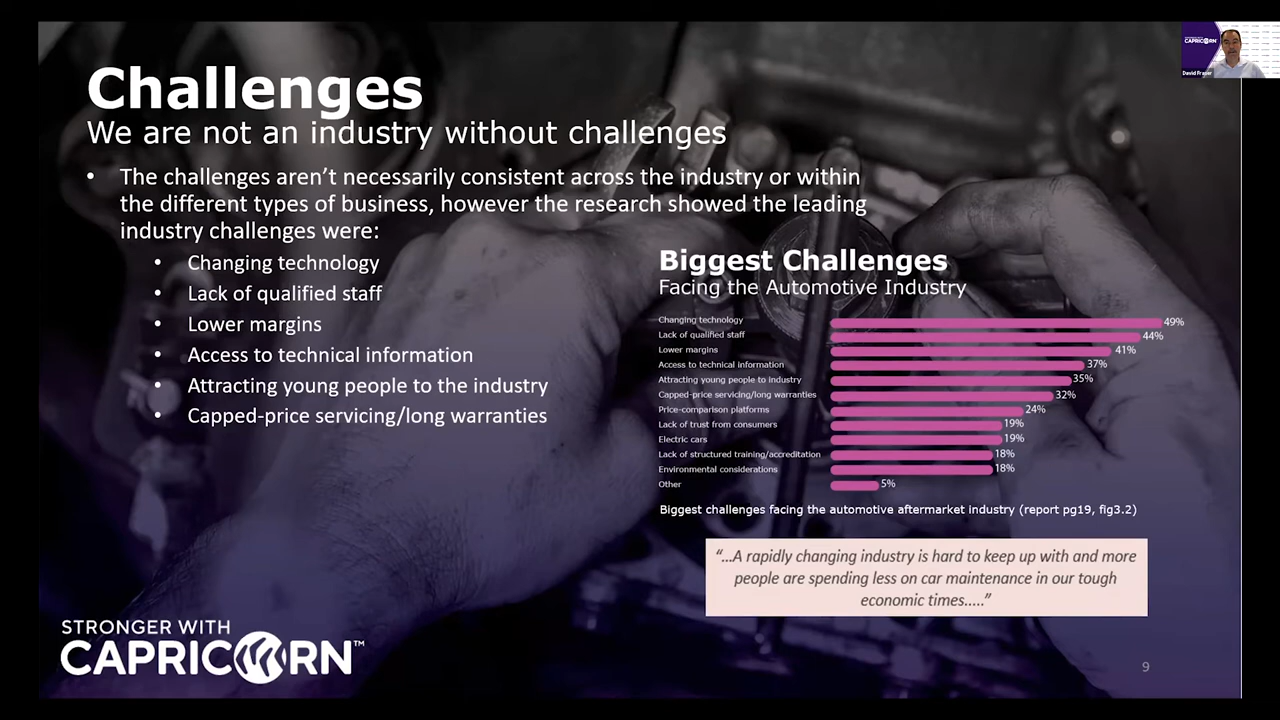 Challenges
We are not an industry without challenges
• The challenges aren’t necessarily consistent across the industry or within
the different types of business, however the research showed the leading
industry challenges were:
• Changing technology
• Lack of qualified staff
• Lower margins
• Access to technical information
• Attracting young people to the industry
• Capped-price servicing/long warranties
Biggest Challenges
Facing the Automotive Industry
Changing technology 49%
Lack of qualified staff 44%
Lower margins 41%
Access to technical information 37%
Attracting young people to industry 35%
Capped-price servicing/long warranties 32%
Price-comparison platforms 24%
Lack of trust from consumers 19%
Electric cars 19%
Lack of structured training/accreditation 18%
Environmental considerations 18%
Other 5%
Biggest challenges facing the automotive aftermarket industry (report pg19, fig3.2)
“...A rapidly changing industry is hard to keep up with and more
people are spending less on car maintenance in our tough
economic times.....”
STRONGER WITH
CAPRICORN™
9
CAPRICORN
David Fraser